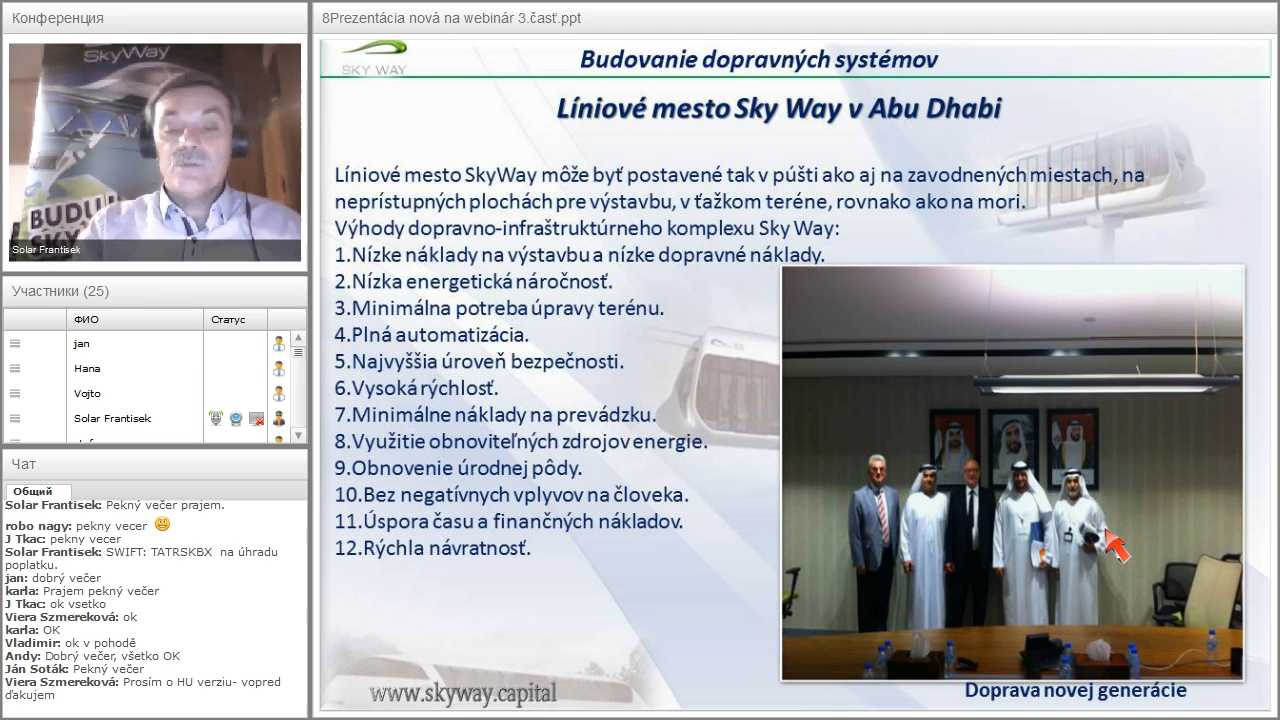 Конференция
SkyWay
BUDU
Solar Frantisek
Участники (25)
ФИО
Статус
jan
Hana
Vojto
Solar Frantisek
Чат
Общий
Solar Frantisek: Pekný večer prajem.
robo nagy: pekny vecer
J Tkac: pekny vecer
Solar Frantisek: SWIFT: TATRSKBX na úhradu
poplatku.
jan: dobrý večer
karla: Prajem pekný večer
J Tkac: ok vsetko
Viera Szmereková: ok
karla: OK
Vladimir: ok v pohodě
Andy: Dobrý večer, všetko OK
Ján Soták: Pekný večer
Viera Szmereková: Prosím o HU verziu- vopred
ďakujem
8Prezentácia nová na webinár 3.časť.ppt
SKY WAY
Budovanie dopravných systémov
Líniové mesto Sky Way v Abu Dhabi
Líniové mesto SkyWay môže byť postavené tak v púšti ako aj na zavodnených miestach, na
neprístupných plochách pre výstavbu, v ťažkom teréne, rovnako ako na mori.
Výhody dopravno-infraštruktúrneho komplexu Sky Way:
1.Nízke náklady na výstavbu a nízke dopravné náklady.
2.Nízka energetická náročnosť.
3.Minimálna potreba úpravy terénu.
4.Plná automatizácia.
5.Najvyššia úroveň bezpečnosti.
6.Vysoká rýchlosť.
7.Minimálne náklady na prevádzku.
8.Využitie obnoviteľných zdrojov energie.
9.Obnovenie úrodnej pôdy.
10.Bez negatívnych vplyvov na človeka.
11.Úspora času a finančných nákladov.
12.Rýchla návratnosť.
www.skyway.capital
Doprava novej generácie